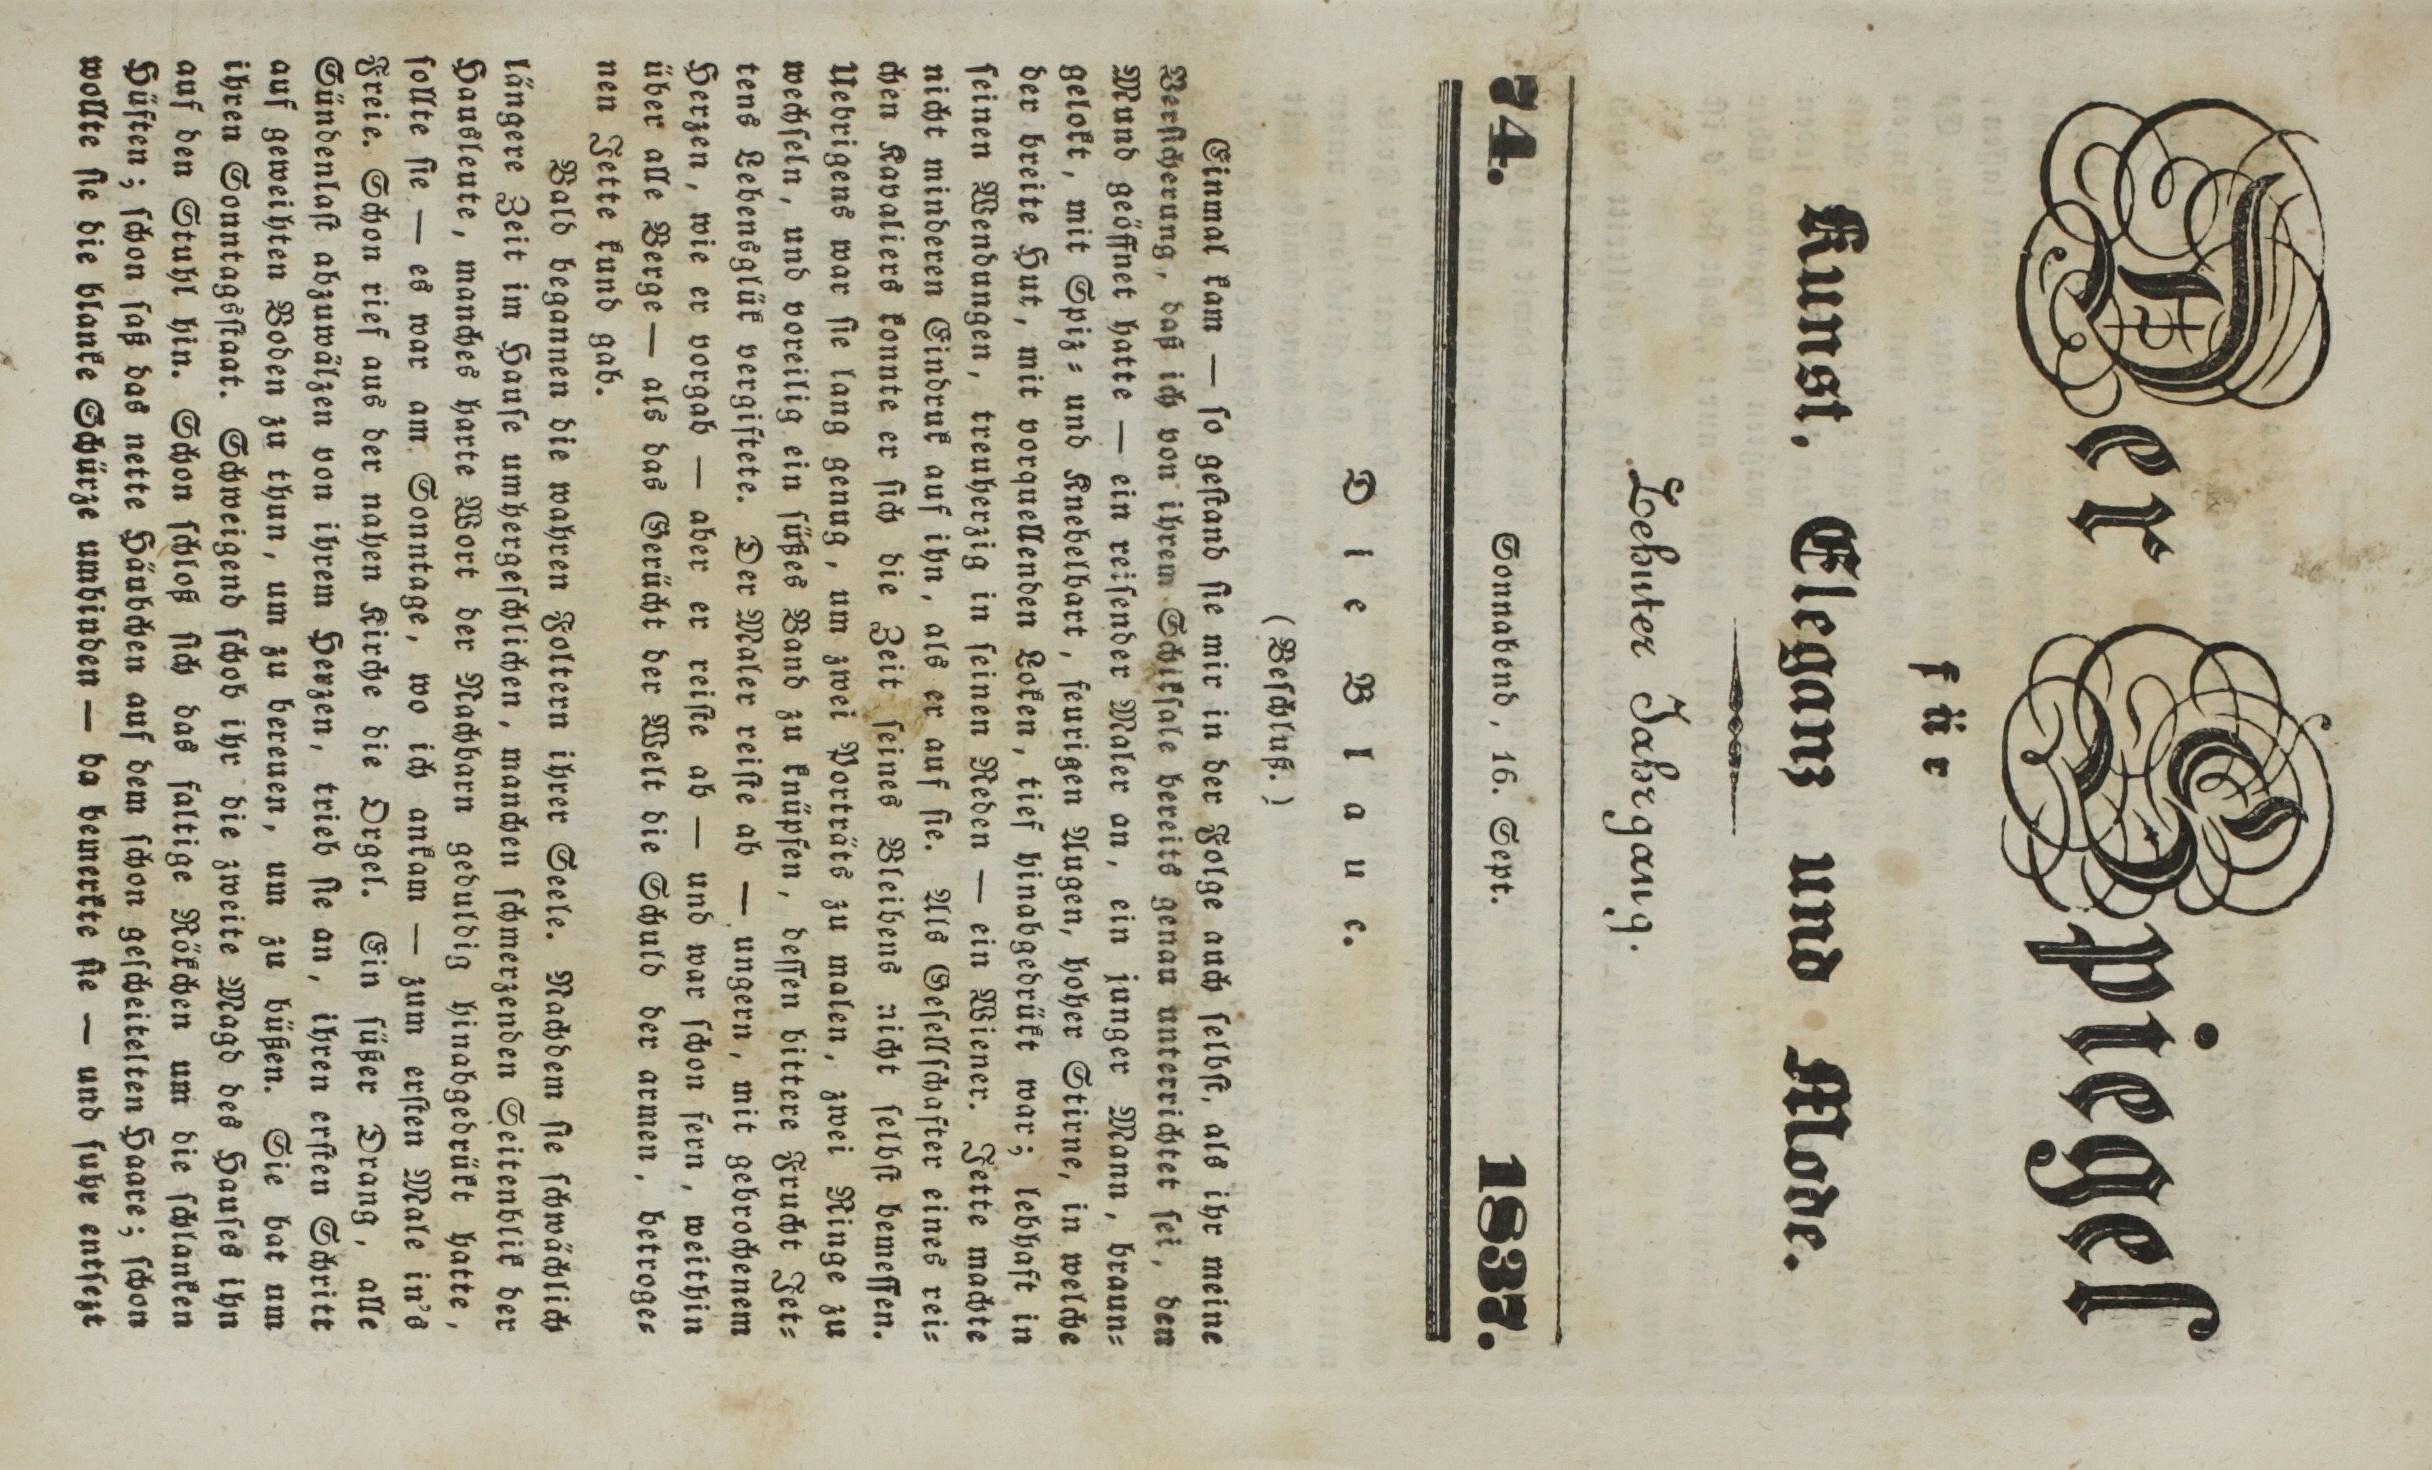 Der Spiegel
für
Kunst, Eleganz und Mode.
Zehnter Jahrgang.
74. Sonnabend, 16. Sept. 1837.
Die Blaue.
(Beschluß.)
Einmal kam — so gestand sie mir in der Folge auch selbst, als ihr meine
Versicherung, daß ich von ihrem Schiksale bereits genau unterrichtet sei, den
Mund geöffnet hatte — ein reisender Maler an, ein junger Mann, braun-
gelokt, mit Spiz- und Knebelbart, feurigen Augen, hoher Stirne, in welche
der breite Hut, mit vorquellenden Loken, tief hinabgedrükt war; lebhaft in
seinen Wendungen, treuherzig in seinen Reden — ein Wiener. Jette machte
nicht minderen Eindruk auf ihn, als er auf sie. Als Gesellschafter eines rei-
chen Kavaliers konnte er sich die Zeit seines Bleibens nicht selbst bemessen.
Uebrigens war sie lang genug, um zwei Porträts zu malen, zwei Ringe zu
wechseln, und voreilig ein süßes Band zu knüpfen, dessen bittere Frucht Jet-
tens Lebensglük vergiftete. Der Maler reiste ab — ungern, mit gebrochenem
Herzen, wie er vorgab — aber er reiste ab — und war schon fern, weithin
über alle Berge — als das Gerücht der Welt die Schuld der armen, betroge-
nen Jette kund gab.
Bald begannen die wahren Foltern ihrer Seele. Nachdem sie schwächlich
längere Zeit im Hause umhergeschlichen, manchen schmerzenden Seitenblik der
Hausleute, manches harte Wort der Nachbarn geduldig hinabgedrükt hatte,
sollte sie — es war am Sonntage, wo ich ankam — zum ersten Male in's
Freie. Schon rief aus der nahen Kirche die Orgel. Ein süßer Drang, alle
Sündenlast abzuwälzen von ihrem Herzen, trieb sie an, ihren ersten Schritt
auf geweihten Boden zu thun, um zu bereuen, um zu büßen. Sie bat um
ihren Sonntagsstaat. Schweigend schob ihr die zweite Magd des Hauses ihn
auf den Stuhl hin. Schon schloß sich das faltige Rökchen um die schlanken
Hüften; schon saß das nette Häubchen auf dem schon gescheitelten Haare; schon
wollte sie die blanke Schürze umbinden — da bemerkte sie — und fuhr entsezt